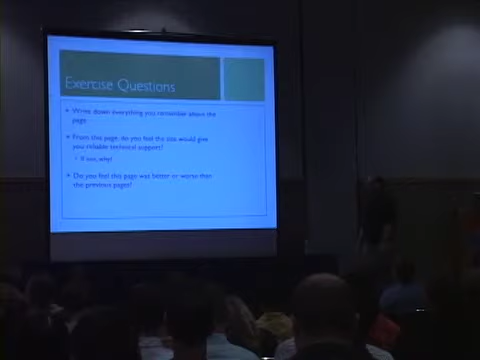 Exercise Questions
Write down everything you remember about the
page
From this page, do you feel the site would give
you reliable technical support?
If so, why?
Do you feel this page was better or worse than
the previous pages?